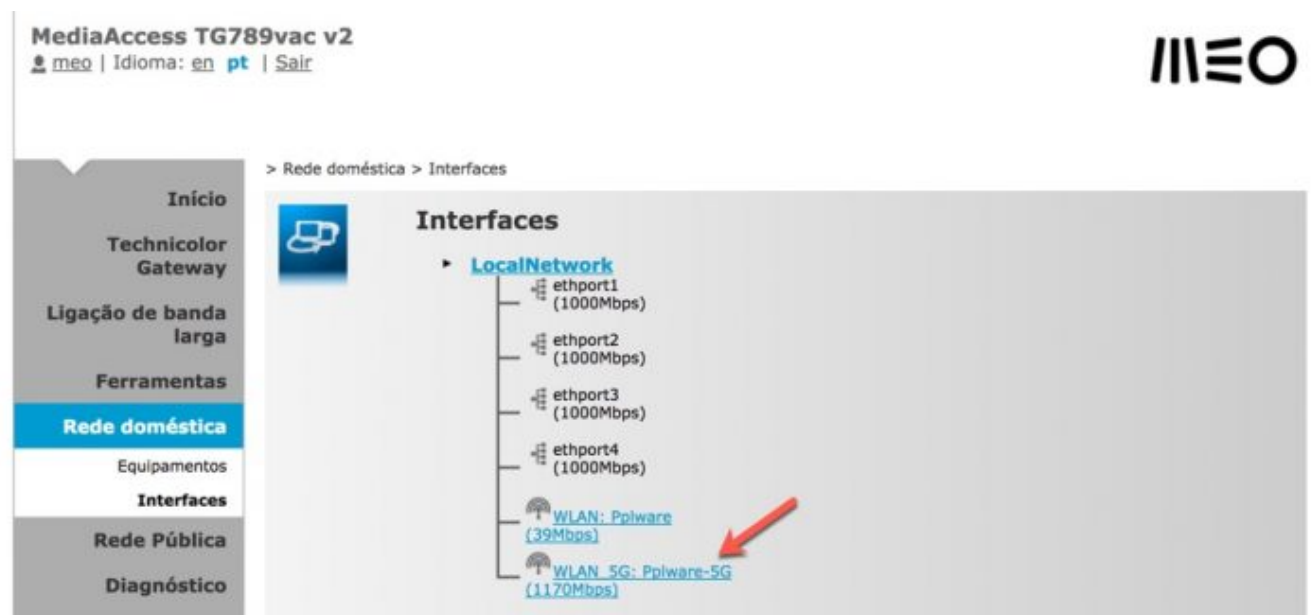 MediaAccess TG789vac v2
meo | Idioma: en pt | Sair
MEO
> Rede doméstica > Interfaces
Início
Technicolor
Gateway
Ligação de banda
larga
Ferramentas
Rede doméstica
Equipamentos
Interfaces
Rede Pública
Diagnóstico
Interfaces
LocalNetwork
ethport1
(1000Mbps)
ethport2
(1000Mbps)
ethport3
(1000Mbps)
ethport4
(1000Mbps)
WLAN: Pplware
(39Mbps)
WLAN_5G: Pplware-5G
(1170Mbps)